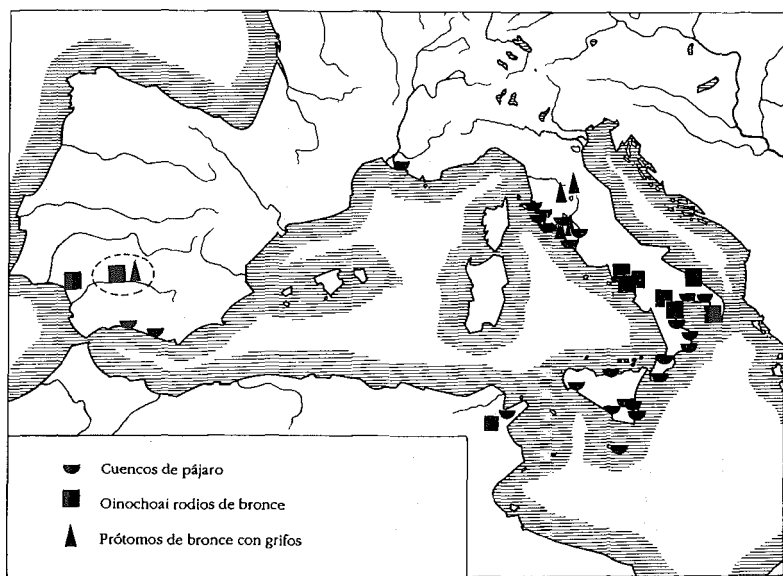 Cuencos de pájaro
Oinochoai rodios de bronce
Prótomos de bronce con grifos